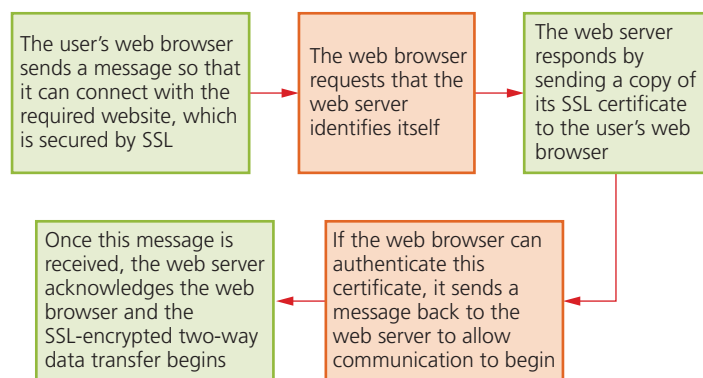 The user’s web browser
sends a message so that
it can connect with the
required website, which
is secured by SSL
The web browser
requests that the
web server
identifies itself
The web server
responds by
sending a copy of
its SSL certificate
to the user’s web
browser
If the web browser can
authenticate this
certificate, it sends a
message back to the
web server to allow
communication to begin
Once this message is
received, the web server
acknowledges the web
browser and the
SSL-encrypted two-way
data transfer begins